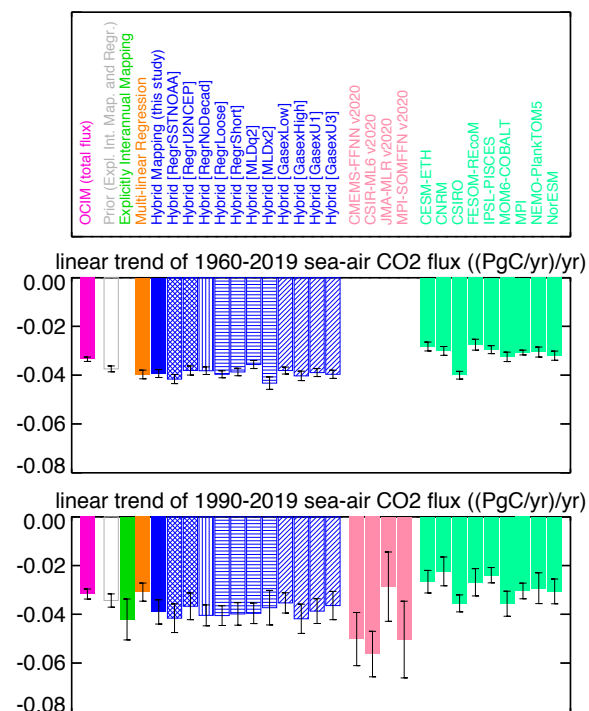 OCIM (total flux)
Prior (Expl. Int. Map. and Regr.)
Explicitly Interannual Mapping
Multi-linear Regression
Hybrid Mapping (this study)
Hybrid [RegrSSTNOAA]
Hybrid [RegrU2NCEP]
Hybrid [RegrNoDecad]
Hybrid [RegrLoose]
Hybrid [RegrShort]
Hybrid [MLDq2]
Hybrid [MLDx2]
Hybrid [GasexLow]
Hybrid [GasexHigh]
Hybrid [GasexU1]
Hybrid [GasexU3]
CMEMS-FFNN v2020
CSIR-ML6 v2020
JMA-MLR v2020
MPI-SOMFFN v2020
CESM-ETH
CNRM
CSIRO
FESOM-REcoM
IPSL-PISCES
MOM6-COBALT
MPI
NEMO-PlankTOM5
NorESM
linear trend of 1960-2019 sea-air CO2 flux ((PgC/yr)/yr)
0.00
-0.02
-0.04
-0.06
-0.08
linear trend of 1990-2019 sea-air CO2 flux ((PgC/yr)/yr)
0.00
-0.02
-0.04
-0.06
-0.08